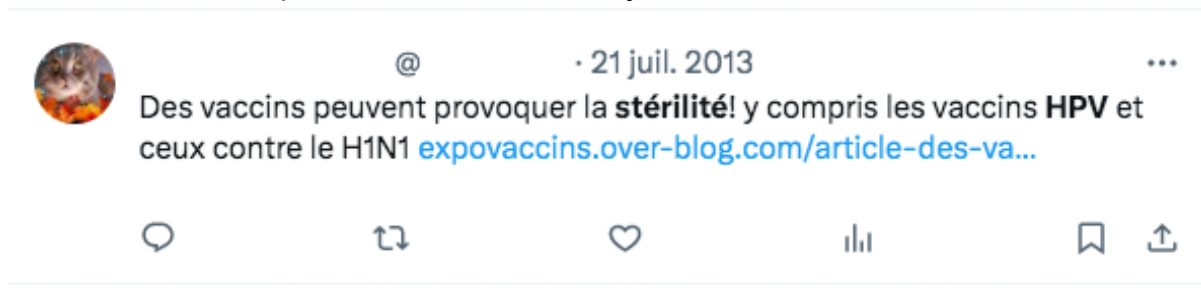 @ · 21 juil. 2013
Des vaccins peuvent provoquer la stérilité! y compris les vaccins HPV et
ceux contre le H1N1 expovaccins.over-blog.com/article-des-va...